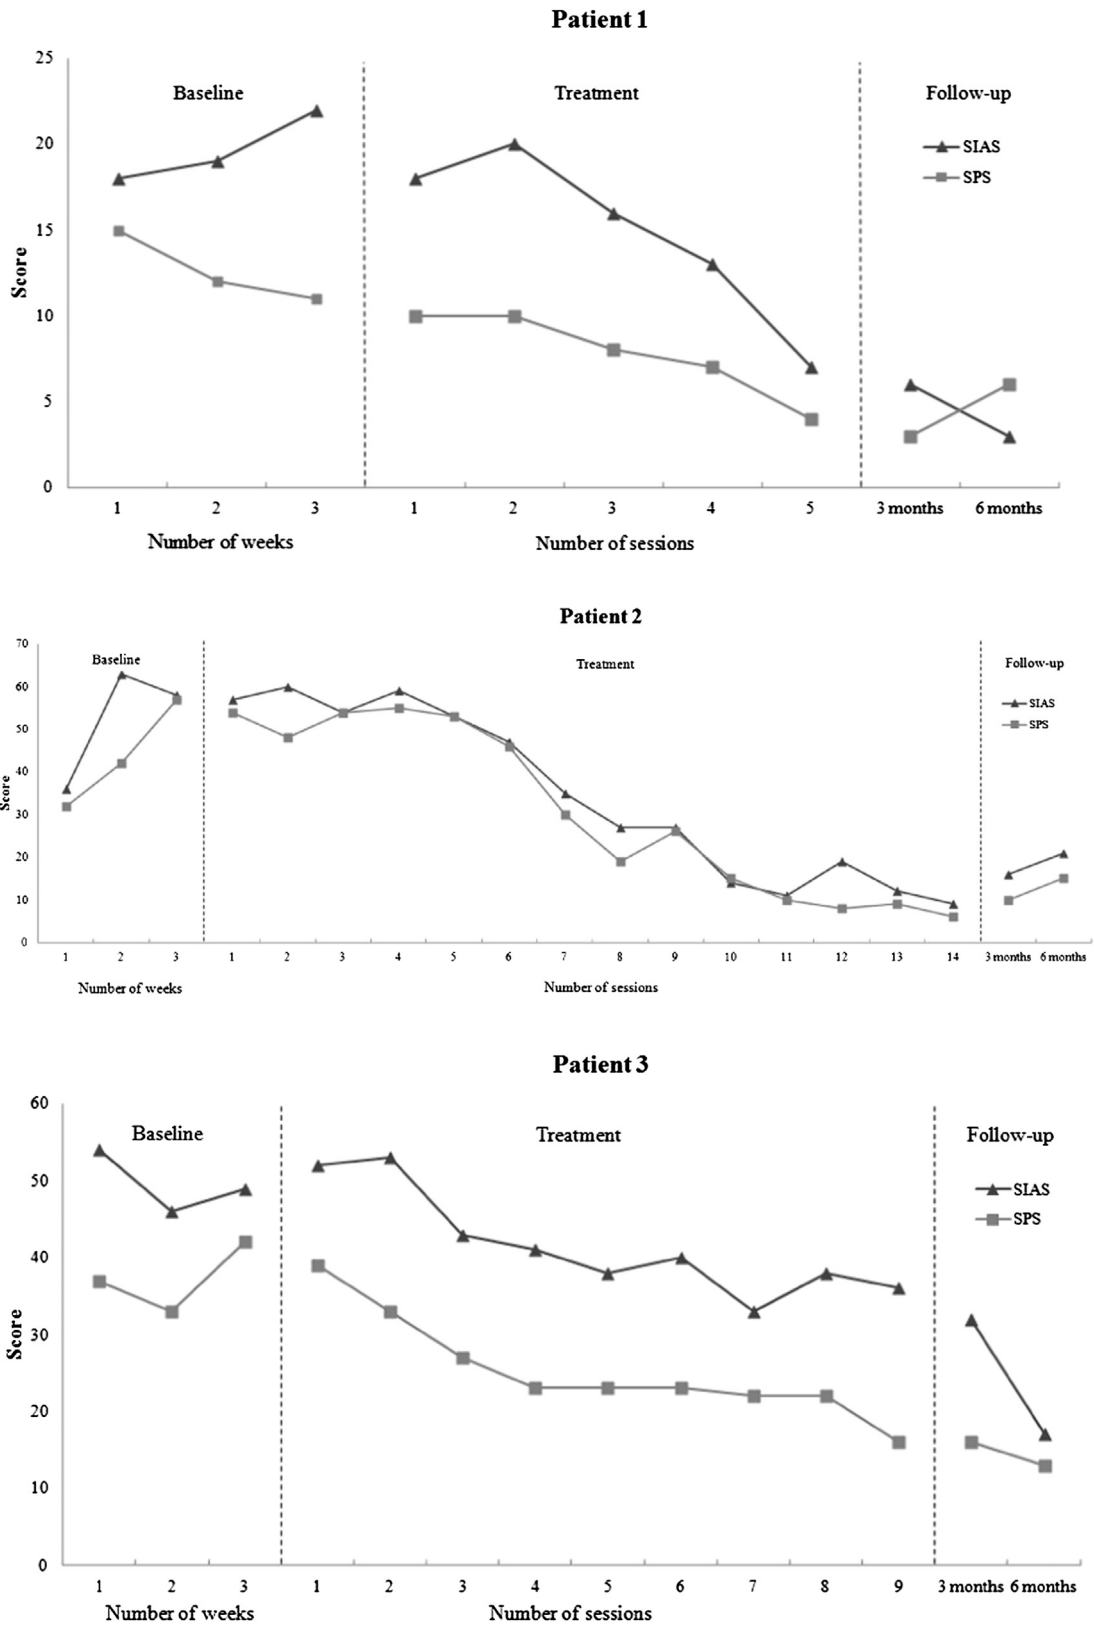 Patient 1
25
Baseline
Treatment
Follow-up
20
SIAS
SPS
15
Score
10
5
0
1 2 3 1 2 3 4 5 3 months 6 months
Number of weeks
Number of sessions
Patient 2
70
Baseline
Treatment
Follow-up
60
SIAS
SPS
50
40
Score
30
20
10
0
1 2 3 1 2 3 4 5 6 7 8 9 10 11 12 13 14 3 months 6 months
Number of weeks
Number of sessions
Patient 3
60
Baseline
Treatment
Follow-up
50
SIAS
SPS
40
Score
30
20
10
0
1 2 3 1 2 3 4 5 6 7 8 9 3 months 6 months
Number of weeks
Number of sessions